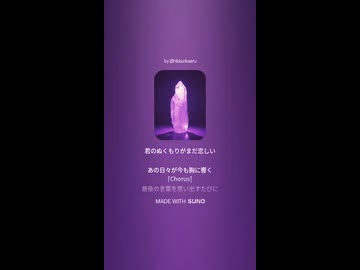 君のぬくもりがまだ恋しい
あの日々が今も胸に響く
[Chorus]
最後の言葉を思い出すたびに
MADE WITH SUNO